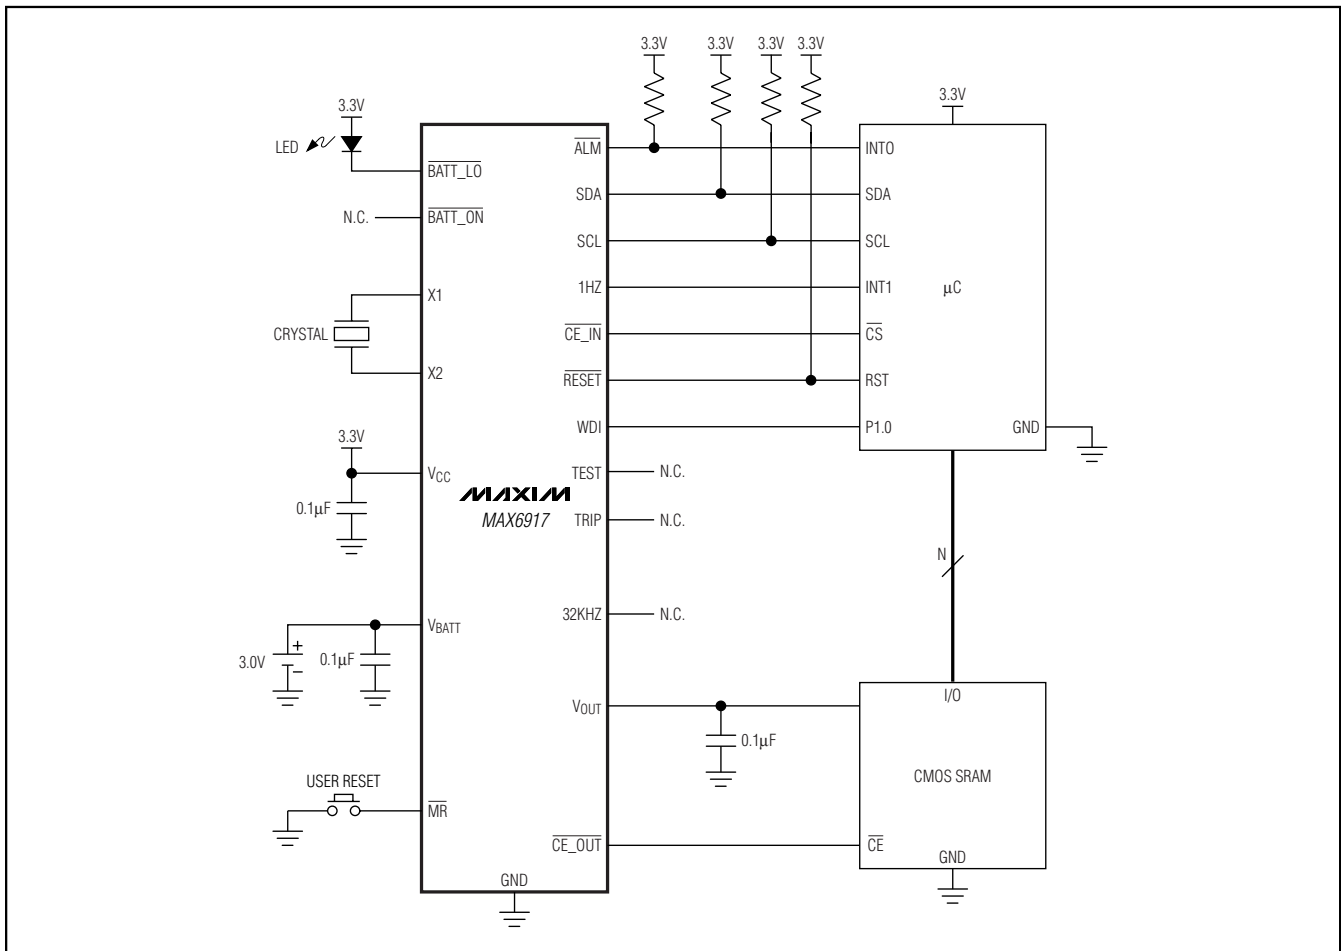 3.3V 3.3V 3.3V 3.3V
3.3V
3.3V
LED
BATT_LO
N.C.
BATT_ON
X1
CRYSTAL
X2
3.3V
VCC
0.1µF
VBATT
3.0V
+
−
0.1µF
USER RESET
MR
GND
MAXIM
MAX6917
ALM
SDA
SCL
1HZ
CE_IN
RESET
WDI
TEST
N.C.
TRIP
N.C.
32KHZ
N.C.
VOUT
0.1µF
CE_OUT
INT0
SDA
SCL
INT1
µC
CS
RST
P1.0
GND
N
I/O
CMOS SRAM
CE
GND